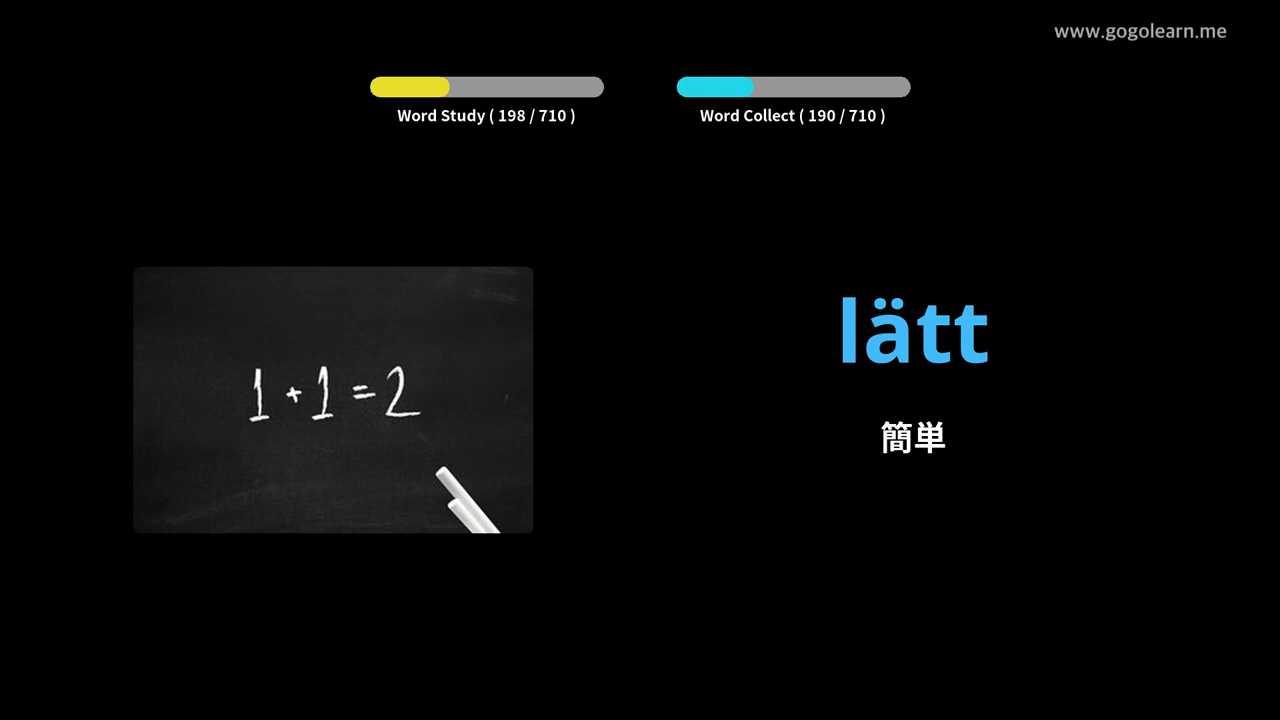 www.gogolearn.me
Word Study ( 198 / 710 )
Word Collect ( 190 / 710 )
1 + 1 = 2
lätt
簡単